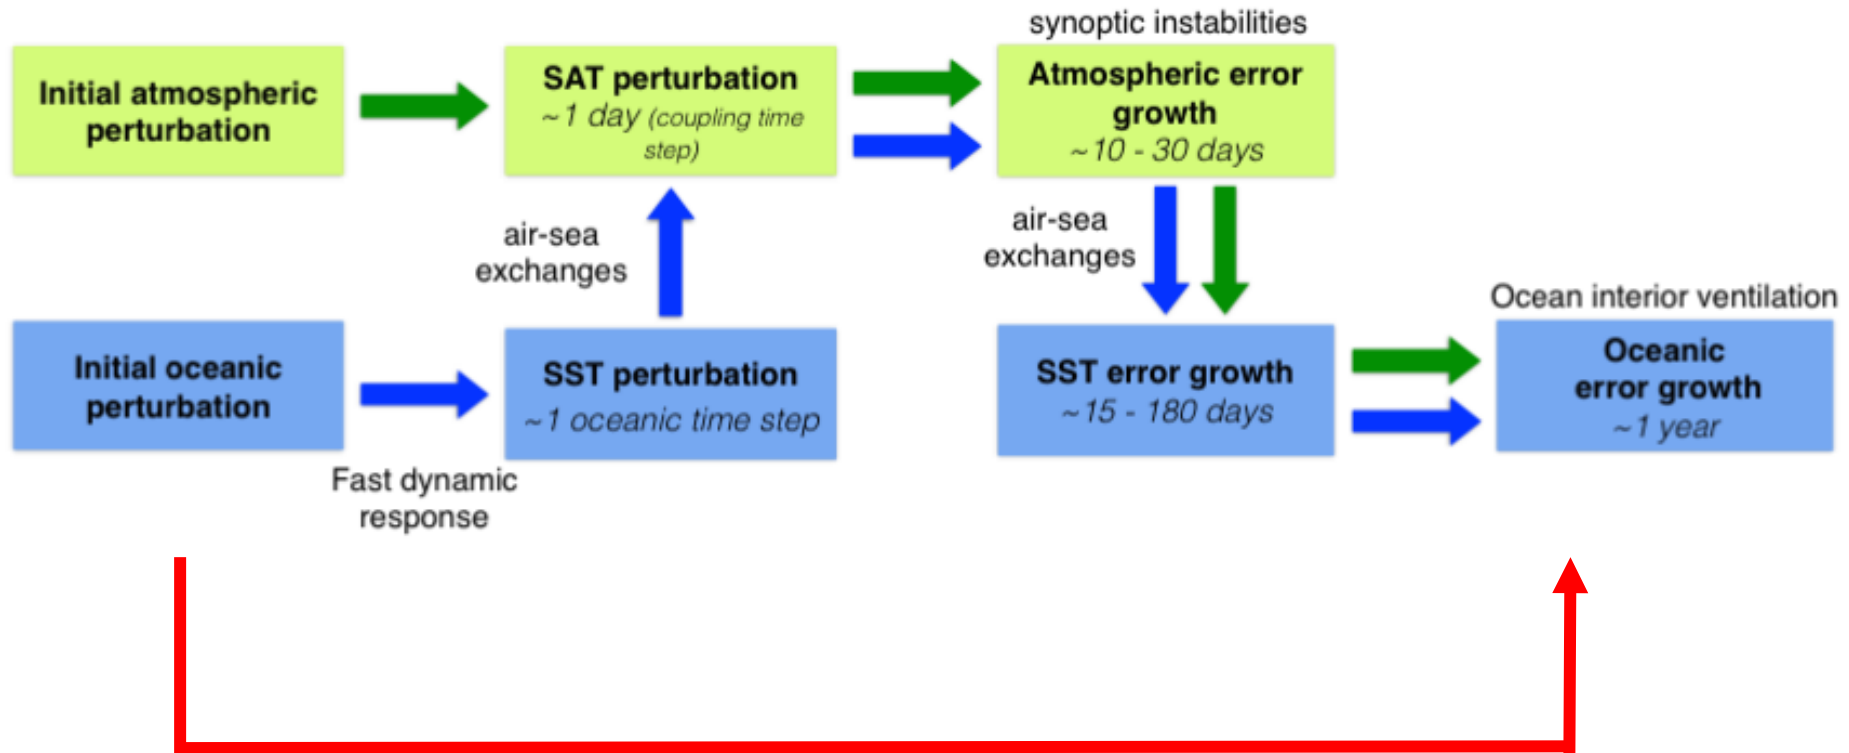 Initial atmospheric
perturbation
SAT perturbation
~1 day (coupling time
step)
synoptic instabilities
Atmospheric error
growth
~10 - 30 days
air-sea
exchanges
air-sea
exchanges
Initial oceanic
perturbation
Fast dynamic
response
SST perturbation
~1 oceanic time step
SST error growth
~15 - 180 days
Ocean interior ventilation
Oceanic
error growth
~1 year